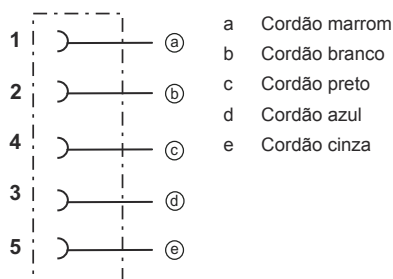 1 ⓐ
2 ⓑ
4 ⓒ
3 ⓓ
5 ⓔ
a Cordão marrom
b Cordão branco
c Cordão preto
d Cordão azul
e Cordão cinza